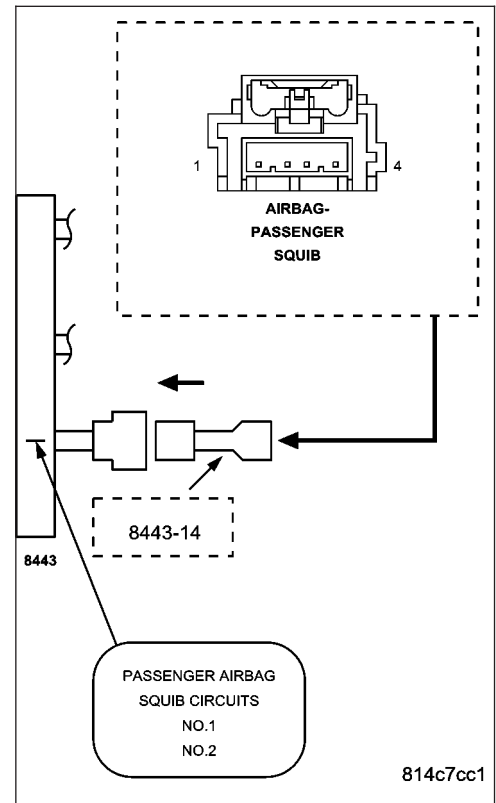 1
4
AIRBAG-
PASSENGER
SQUIB
8443-14
8443
PASSENGER AIRBAG
SQUIB CIRCUITS
NO.1
NO.2
814c7cc1